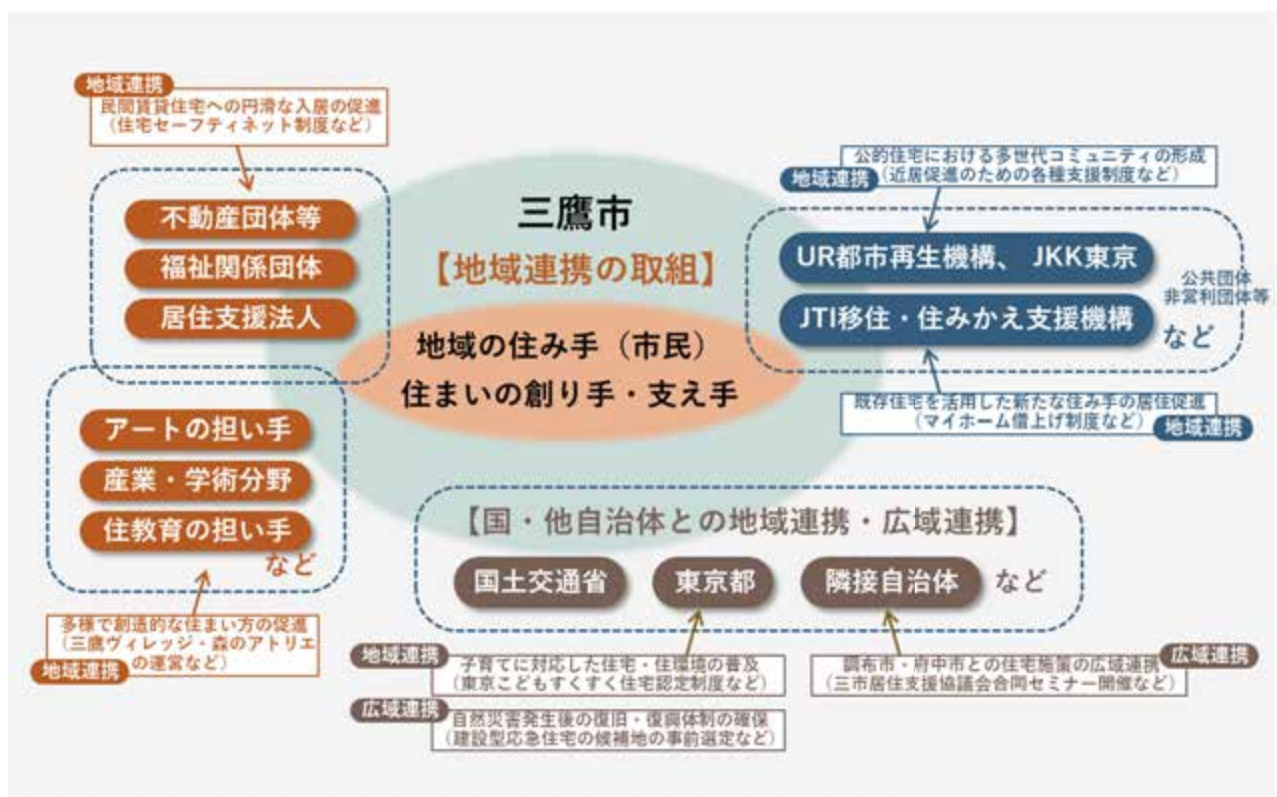 地域連携
民間賃貸住宅への円滑な入居の促進
(住宅セーフティネット制度など)
不動産団体等
福祉関係団体
居住支援法人
三鷹市
【地域連携の取組】
地域の住み手（市民）
住まいの創り手・支え手
公的住宅における多世代コミュニティの形成
地域連携
(近居促進のための各種支援制度など)
UR都市再生機構、 JKK東京
JTI移住・住みかえ支援機構
など
公共団体
非営利団体等
既存住宅を活用した新たな住み手の居住促進
(マイホーム借上げ制度など)
地域連携
アートの担い手
産業・学術分野
住教育の担い手
など
多様で創造的な住まい方の促進
(三鷹ヴィレッジ・森のアトリエ
の運営など)
地域連携
【国・他自治体との地域連携・広域連携】
国土交通省
東京都
隣接自治体
など
地域連携
子育てに対応した住宅・住環境の普及
(東京こどもすくすく住宅認定制度など)
広域連携
自然災害発生後の復旧・復興体制の確保
(建設型応急住宅の候補地の事前選定など)
広域連携
調布市・府中市との住宅施策の広域連携
(三市居住支援協議会合同セミナー開催など)